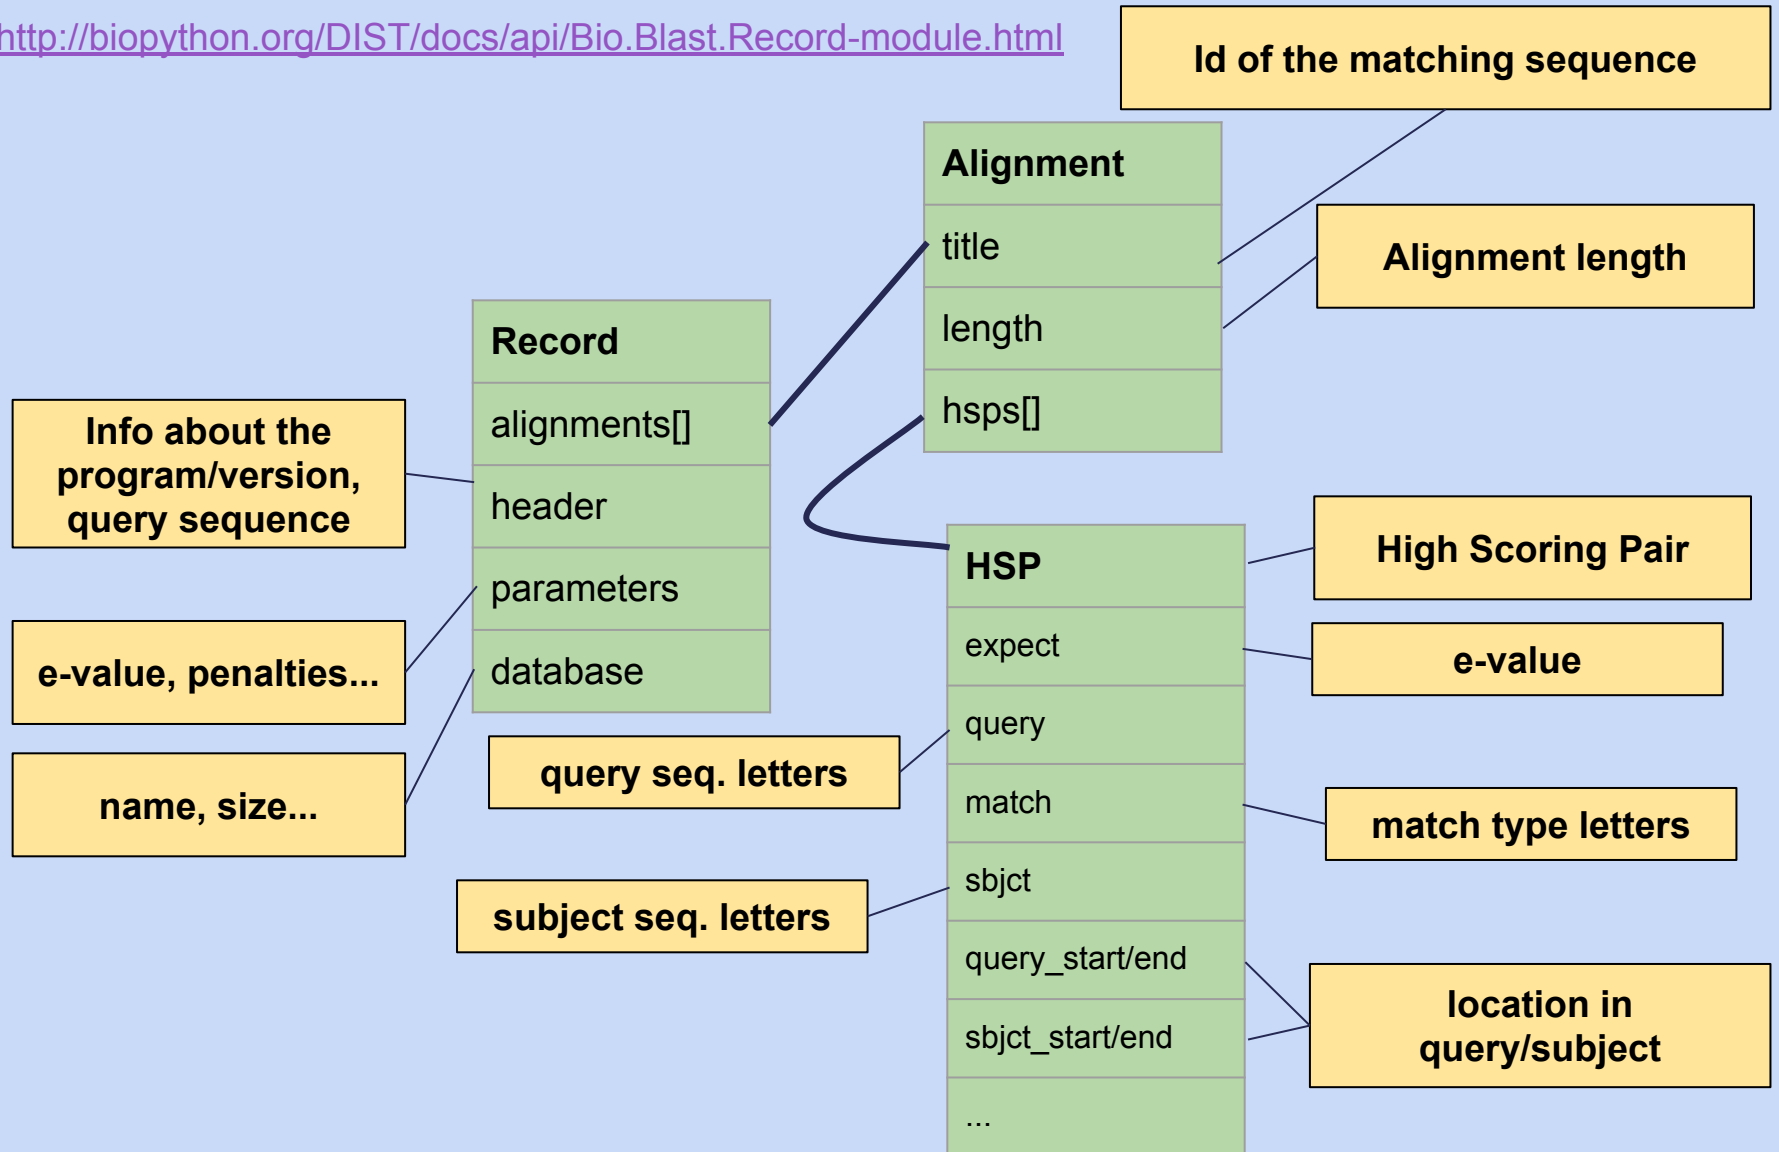 http://biopython.org/DIST/docs/api/Bio.Blast.Record-module.html
Id of the matching sequence
Alignment
title
length
hsps[]
Alignment length
Record
alignments[]
header
parameters
database
Info about the
program/version,
query sequence
e-value, penalties...
name, size...
HSP
expect
query
match
sbjct
query_start/end
sbjct_start/end
...
High Scoring Pair
e-value
query seq. letters
match type letters
subject seq. letters
location in
query/subject